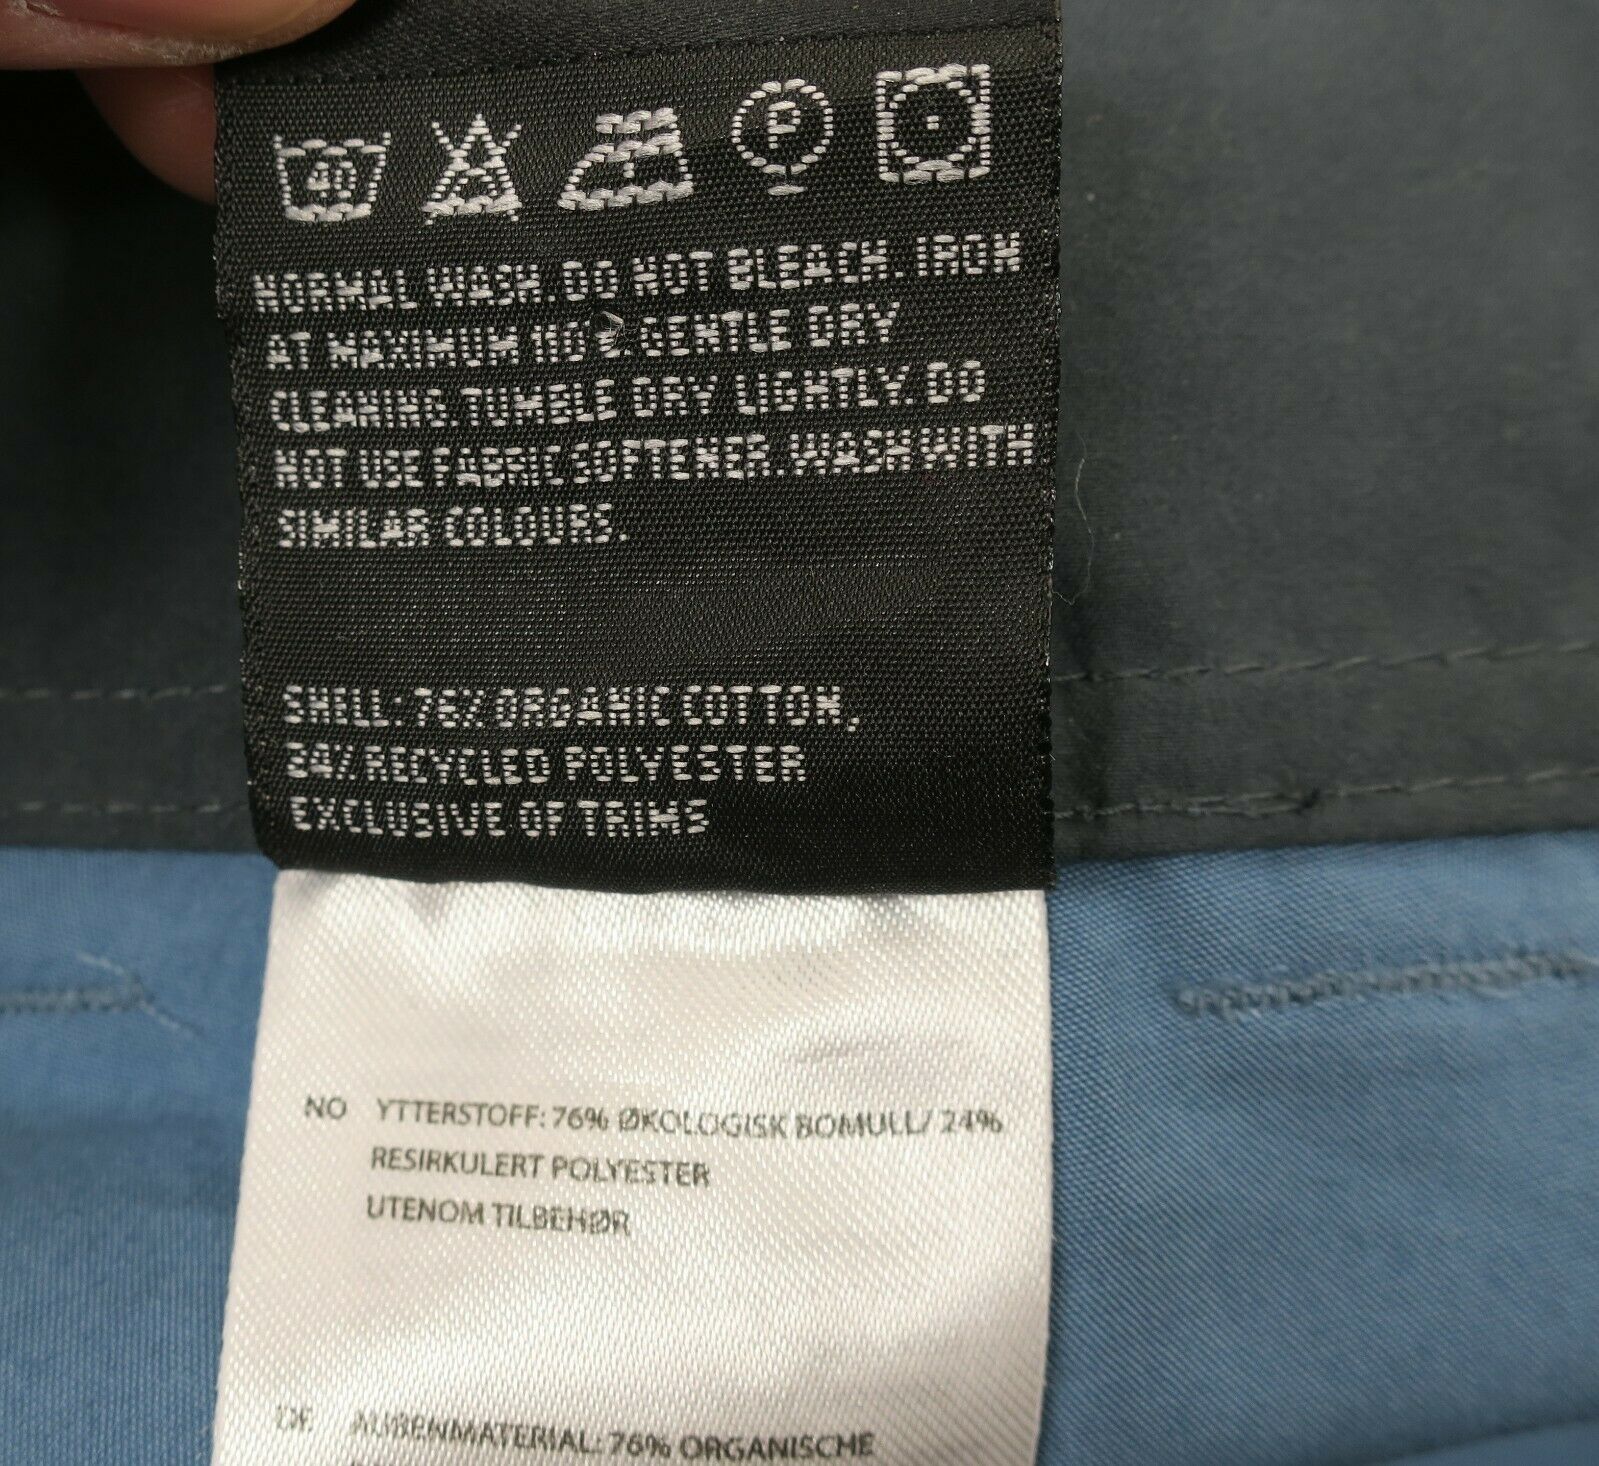 40 P
NORMAL WASH. DO NOT BLEACH. IRON
AT MAXIMUM 110°C. GENTLE DRY
CLEANING. TUMBLE DRY LIGHTLY. DO
NOT USE FABRIC SOFTENER. WASH WITH
SIMILAR COLOURS.
SHELL: 76% ORGANIC COTTON,
24% RECYCLED POLYESTER
EXCLUSIVE OF TRIMS
NO YTTERSTOFF: 76% ØKOLOGISK BOMULL/ 24%
RESIRKULERT POLYESTER
UTENOM TILBEHØR
DE AUßENMATERIAL: 76% ORGANISCHE